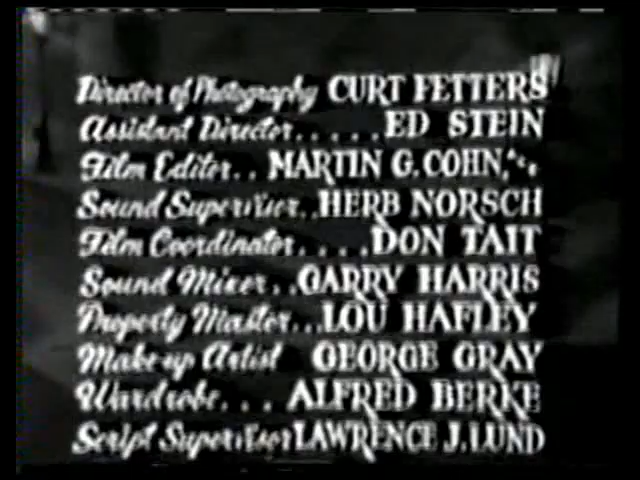 Director of Photography CURT FETTERS
Assistant Director.....ED STEIN
Film Editor.. MARTIN G. COHN, A.C.E.
Sound Supervisor..HERB NORSCH
Film Coordinator....DON TAIT
Sound Mixer..GARRY HARRIS
Property Master...LOU HAFLEY
Make-up Artist GEORGE GRAY
Wardrobe... ALFRED BERKE
Script Supervisor LAWRENCE J. LUND